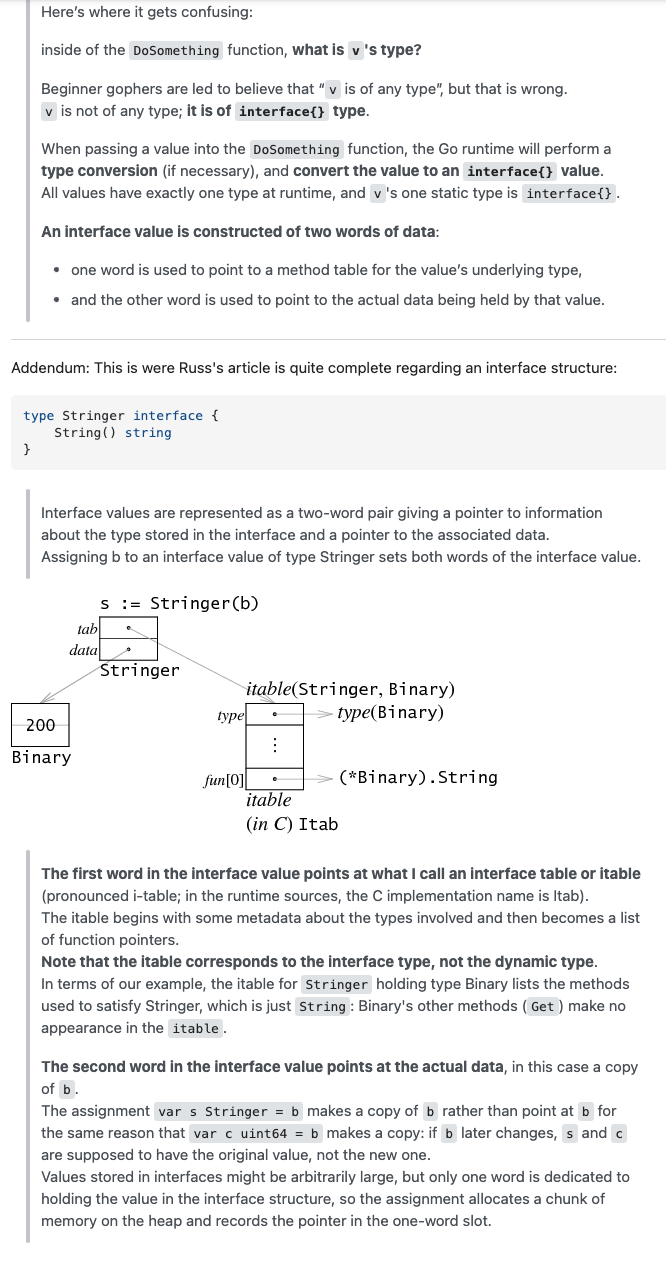 Here's where it gets confusing:
inside of the DoSomething function, what is v 's type?
Beginner gophers are led to believe that " v is of any type", but that is wrong.
v is not of any type; it is of interface{} type.
When passing a value into the DoSomething function, the Go runtime will perform a
type conversion (if necessary), and convert the value to an interface{} value.
All values have exactly one type at runtime, and v 's one static type is interface{} .
An interface value is constructed of two words of data:
• one word is used to point to a method table for the value's underlying type,
• and the other word is used to point to the actual data being held by that value.
Addendum: This is were Russ's article is quite complete regarding an interface structure:
type Stringer interface {
    String() string
}
Interface values are represented as a two-word pair giving a pointer to information
about the type stored in the interface and a pointer to the associated data.
Assigning b to an interface value of type Stringer sets both words of the interface value.
s := Stringer(b)
tab
data
Stringer
itable(Stringer, Binary)
type
type(Binary)
200
Binary
⋮
fun[0]
(*Binary).String
itable
(in C) Itab
The first word in the interface value points at what I call an interface table or itable
(pronounced i-table; in the runtime sources, the C implementation name is Itab).
The itable begins with some metadata about the types involved and then becomes a list
of function pointers.
Note that the itable corresponds to the interface type, not the dynamic type.
In terms of our example, the itable for Stringer holding type Binary lists the methods
used to satisfy Stringer, which is just String : Binary's other methods ( Get ) make no
appearance in the itable .
The second word in the interface value points at the actual data, in this case a copy
of b .
The assignment var s Stringer = b makes a copy of b rather than point at b for
the same reason that var c uint64 = b makes a copy: if b later changes, s and c
are supposed to have the original value, not the new one.
Values stored in interfaces might be arbitrarily large, but only one word is dedicated to
holding the value in the interface structure, so the assignment allocates a chunk of
memory on the heap and records the pointer in the one-word slot.